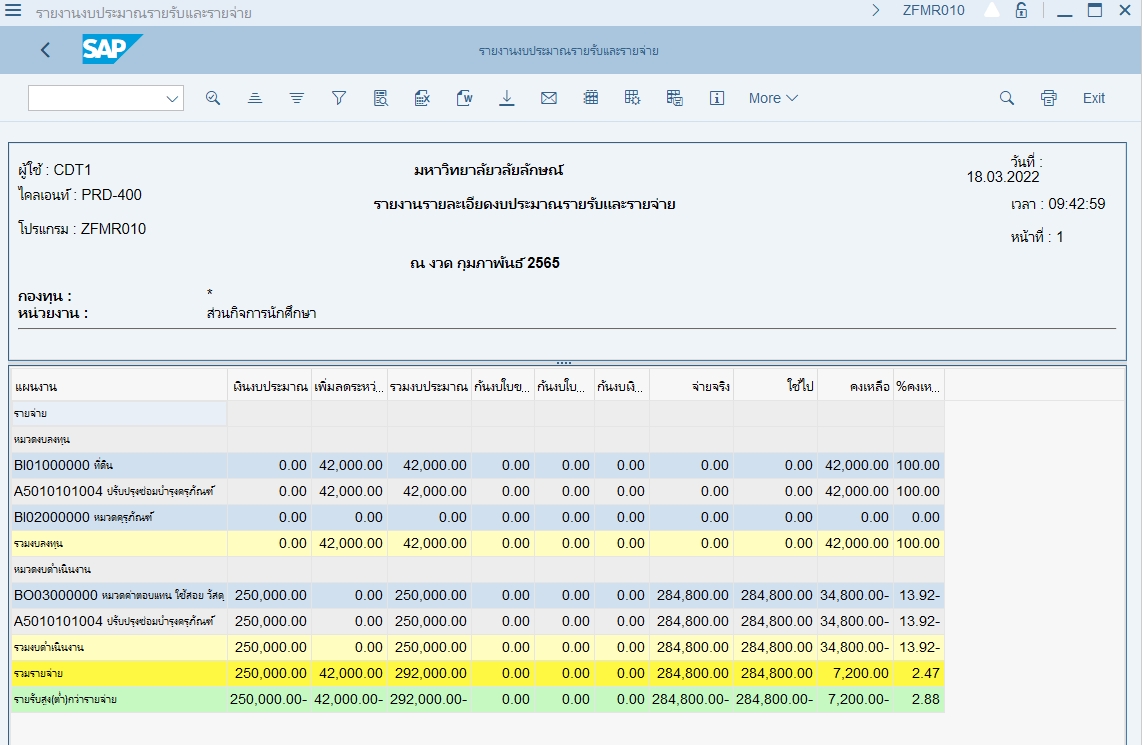 รายงานงบประมาณรายรับและรายจ่าย ZFMR010
SAP รายงานงบประมาณรายรับและรายจ่าย
More Exit
ผู้ใช้ : CDT1 มหาวิทยาลัยวลัยลักษณ์ วันที่ : 18.03.2022
ไคลเอนท์ : PRD-400 รายงานรายละเอียดงบประมาณรายรับและรายจ่าย เวลา : 09:42:59
โปรแกรม : ZFMR010 หน้าที่ : 1
ณ งวด กุมภาพันธ์ 2565
กองทุน : *
หน่วยงาน : ส่วนกิจการนักศึกษา
แผนงาน เงินงบประมาณ เพิ่มลดระหว่... รวมงบประมาณ กันงบใบข... กันงบใบ... กันงบเบิ... จ่ายจริง ใช้ไป คงเหลือ %คงเห...
รายจ่าย
หมวดงบลงทุน
BI01000000 ที่ดิน 0.00 42,000.00 42,000.00 0.00 0.00 0.00 0.00 0.00 42,000.00 100.00
A5010101004 ปรับปรุงซ่อมบำรุงครุภัณฑ์ 0.00 42,000.00 42,000.00 0.00 0.00 0.00 0.00 0.00 42,000.00 100.00
BI02000000 หมวดครุภัณฑ์ 0.00 0.00 0.00 0.00 0.00 0.00 0.00 0.00 0.00 0.00
รวมงบลงทุน 0.00 42,000.00 42,000.00 0.00 0.00 0.00 0.00 0.00 42,000.00 100.00
หมวดงบดำเนินงาน
BO03000000 หมวดค่าตอบแทน ใช้สอย วัสดุ 250,000.00 0.00 250,000.00 0.00 0.00 0.00 284,800.00 284,800.00 34,800.00- 13.92-
A5010101004 ปรับปรุงซ่อมบำรุงครุภัณฑ์ 250,000.00 0.00 250,000.00 0.00 0.00 0.00 284,800.00 284,800.00 34,800.00- 13.92-
รวมงบดำเนินงาน 250,000.00 0.00 250,000.00 0.00 0.00 0.00 284,800.00 284,800.00 34,800.00- 13.92-
รวมรายจ่าย 250,000.00 42,000.00 292,000.00 0.00 0.00 0.00 284,800.00 284,800.00 7,200.00 2.47
รายรับสูง(ต่ำ)กว่ารายจ่าย 250,000.00- 42,000.00- 292,000.00- 0.00 0.00 0.00 284,800.00- 284,800.00- 7,200.00- 2.88